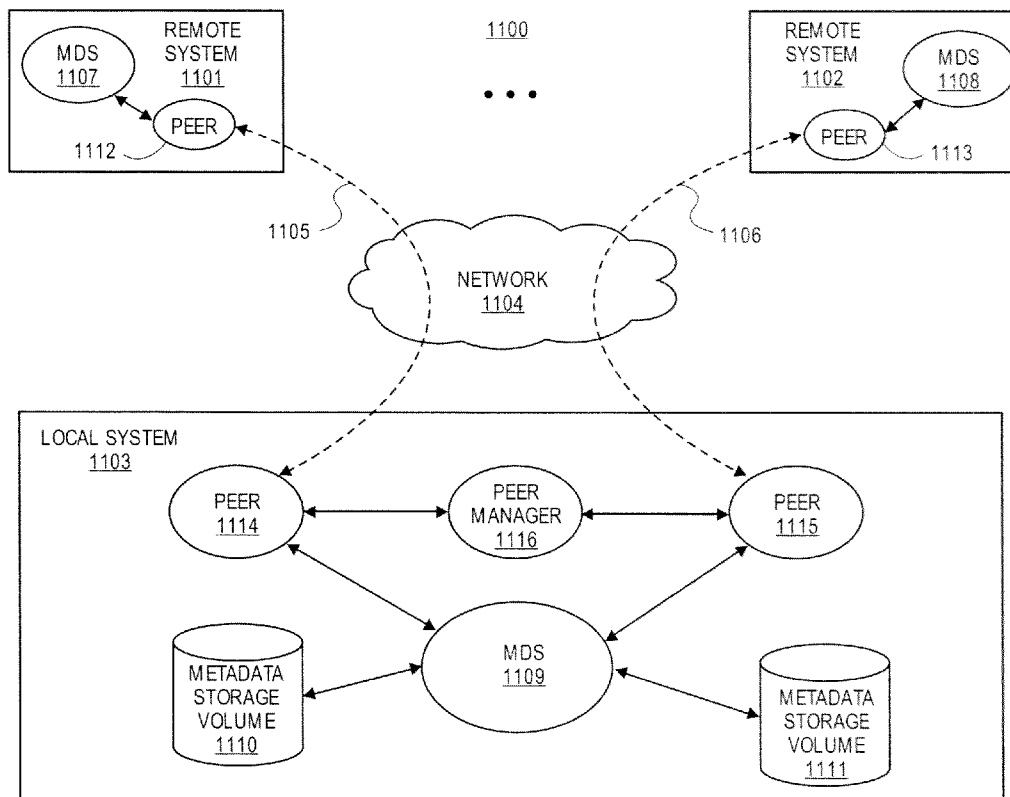 1100
REMOTE
SYSTEM
1101
MDS
1107
PEER
1112
REMOTE
SYSTEM
1102
MDS
1108
PEER
1113
1105
1106
NETWORK
1104
LOCAL SYSTEM
1103
PEER
1114
PEER
MANAGER
1116
PEER
1115
MDS
1109
METADATA
STORAGE
VOLUME
1110
METADATA
STORAGE
VOLUME
1111